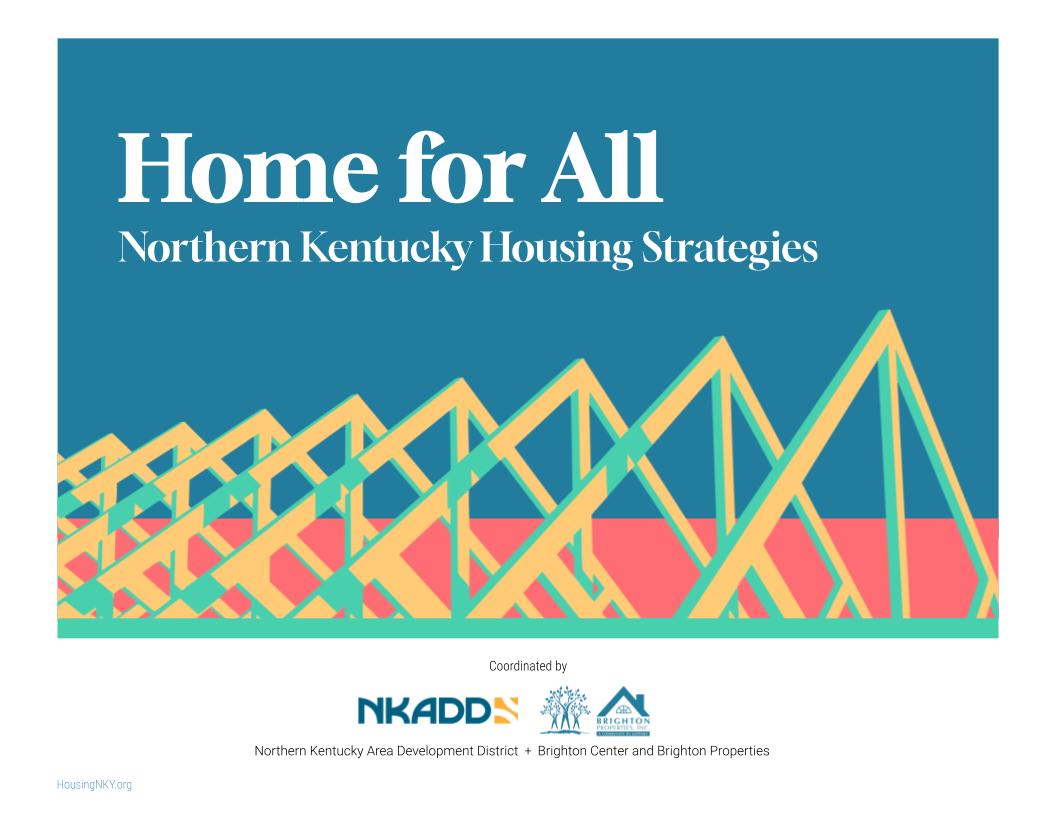 Home for All
Northern Kentucky Housing Strategies
Coordinated by
NKADD
BRIGHTON
PROPERTIES, INC.
Northern Kentucky Area Development District + Brighton Center and Brighton Properties
HousingNKY.org